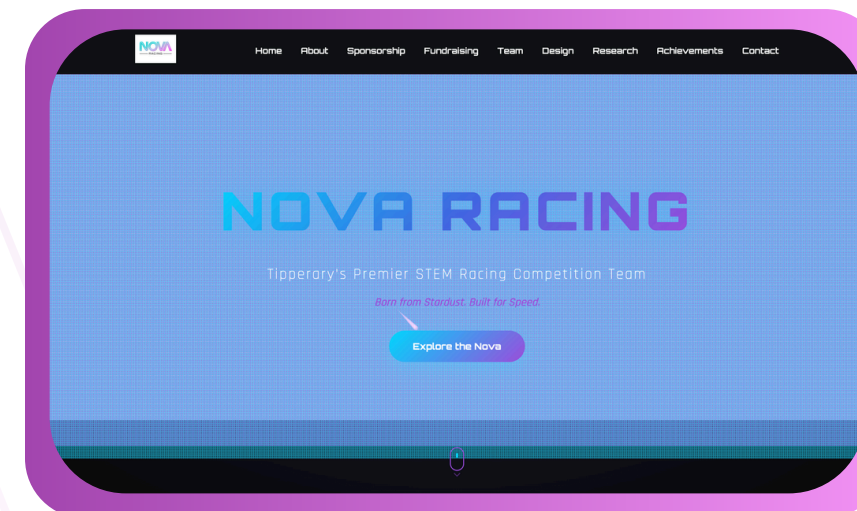 NOVA
RACING
Home About Sponsorship Fundraising Team Design Research Achievements Contact
NOVA RACING
Tipperary's Premier STEM Racing Competition Team
Born from Stardust. Built for Speed.
Explore the Nova